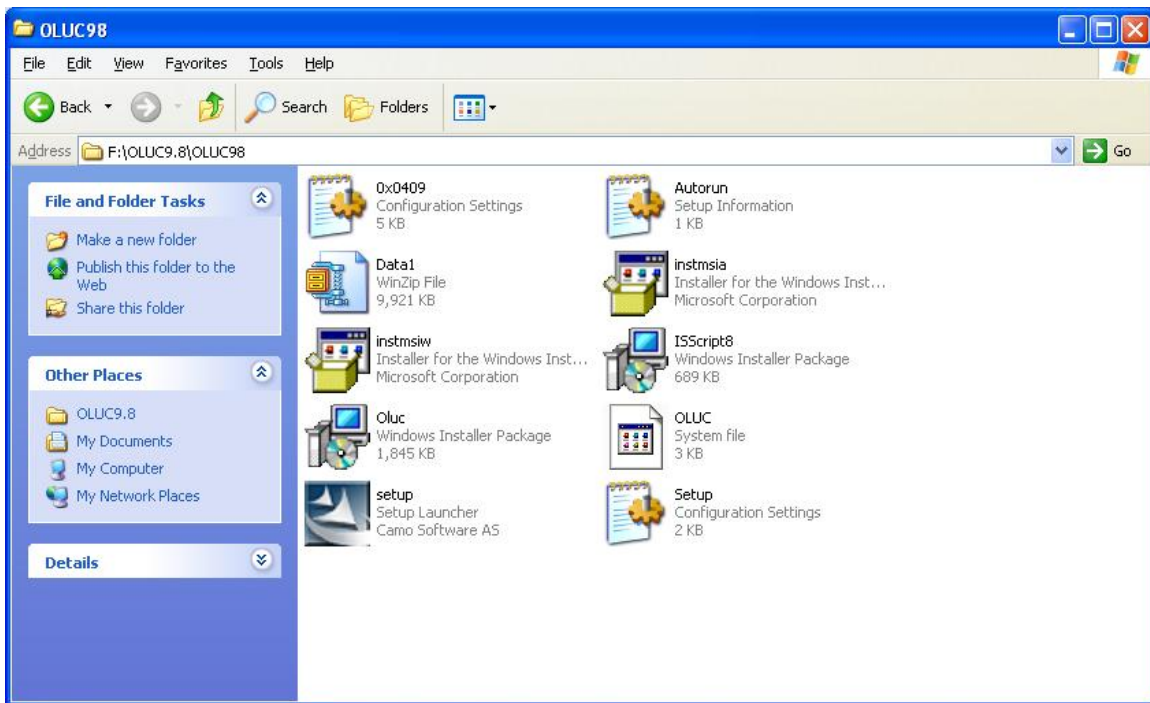 OLUC98
File Edit View Favorites Tools Help
Back Search Folders
Address F:\OLUC9.8\OLUC98 Go
File and Folder Tasks
Make a new folder
Publish this folder to the
Web
Share this folder
Other Places
OLUC9.8
My Documents
My Computer
My Network Places
Details
0x0409
Configuration Settings
5 KB
Autorun
Setup Information
1 KB
Data1
WinZip File
9,921 KB
instmsia
Installer for the Windows Inst...
Microsoft Corporation
instmsiw
Installer for the Windows Inst...
Microsoft Corporation
ISScript8
Windows Installer Package
689 KB
Oluc
Windows Installer Package
1,845 KB
OLUC
System file
3 KB
setup
Setup Launcher
Camo Software AS
Setup
Configuration Settings
2 KB